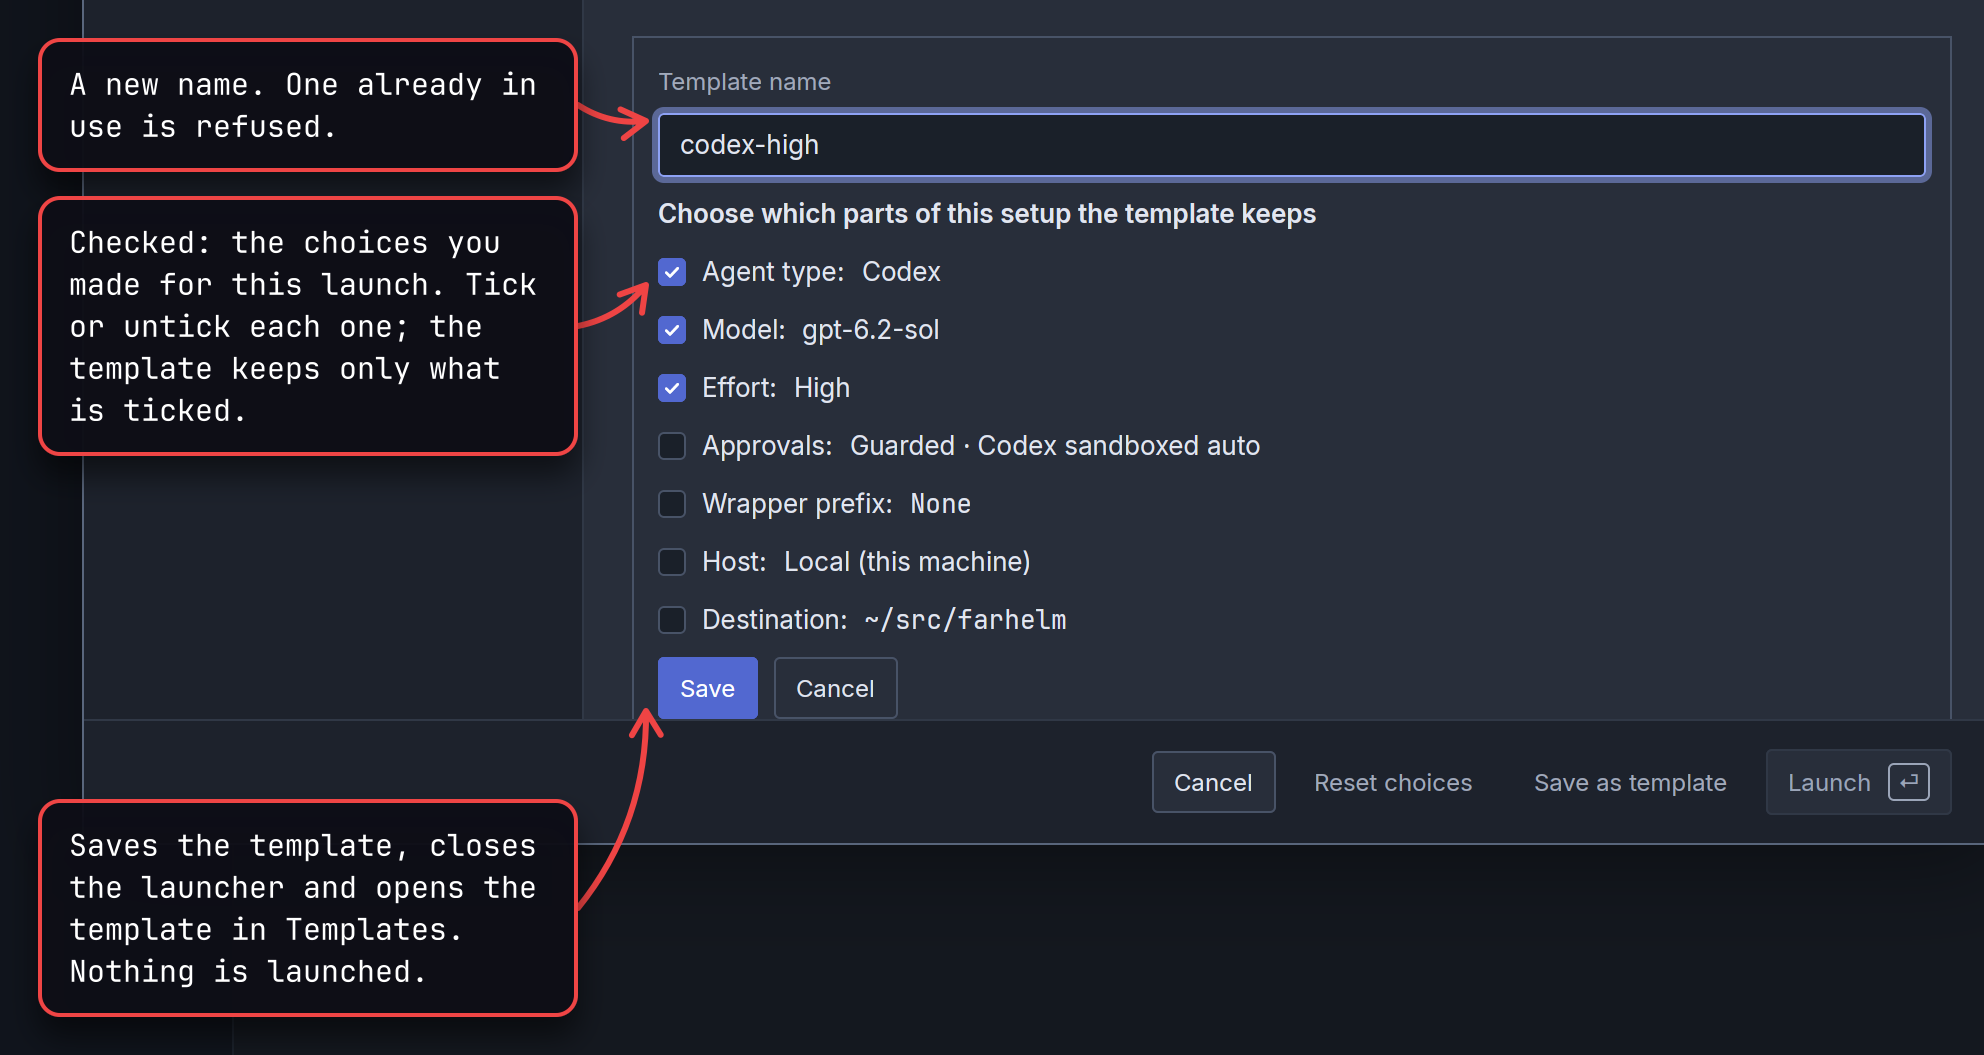 A new name. One already in
use is refused.
Checked: the choices you
made for this launch. Tick
or untick each one; the
template keeps only what
is ticked.
Saves the template, closes
the launcher and opens the
template in Templates.
Nothing is launched.
Template name
codex-high
Choose which parts of this setup the template keeps
Agent type: Codex
Model: gpt-6.2-sol
Effort: High
Approvals: Guarded · Codex sandboxed auto
Wrapper prefix: None
Host: Local (this machine)
Destination: ~/src/farhelm
Save Cancel
Cancel Reset choices Save as template Launch